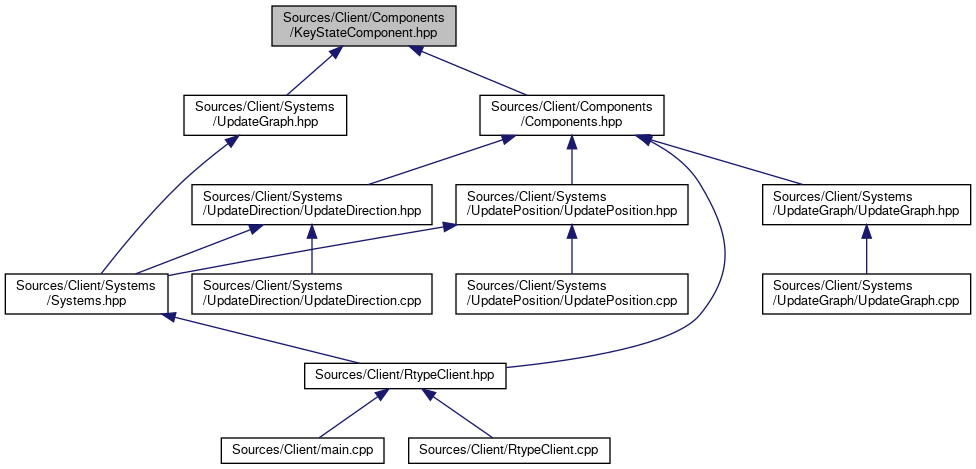 Sources/Client/Components
/KeyStateComponent.hpp
Sources/Client/Systems
/UpdateGraph.hpp
Sources/Client/Components
/Components.hpp
Sources/Client/Systems
/UpdateDirection/UpdateDirection.hpp
Sources/Client/Systems
/UpdatePosition/UpdatePosition.hpp
Sources/Client/Systems
/UpdateGraph/UpdateGraph.hpp
Sources/Client/Systems
/Systems.hpp
Sources/Client/Systems
/UpdateDirection/UpdateDirection.cpp
Sources/Client/Systems
/UpdatePosition/UpdatePosition.cpp
Sources/Client/Systems
/UpdateGraph/UpdateGraph.cpp
Sources/Client/RtypeClient.hpp
Sources/Client/main.cpp
Sources/Client/RtypeClient.cpp